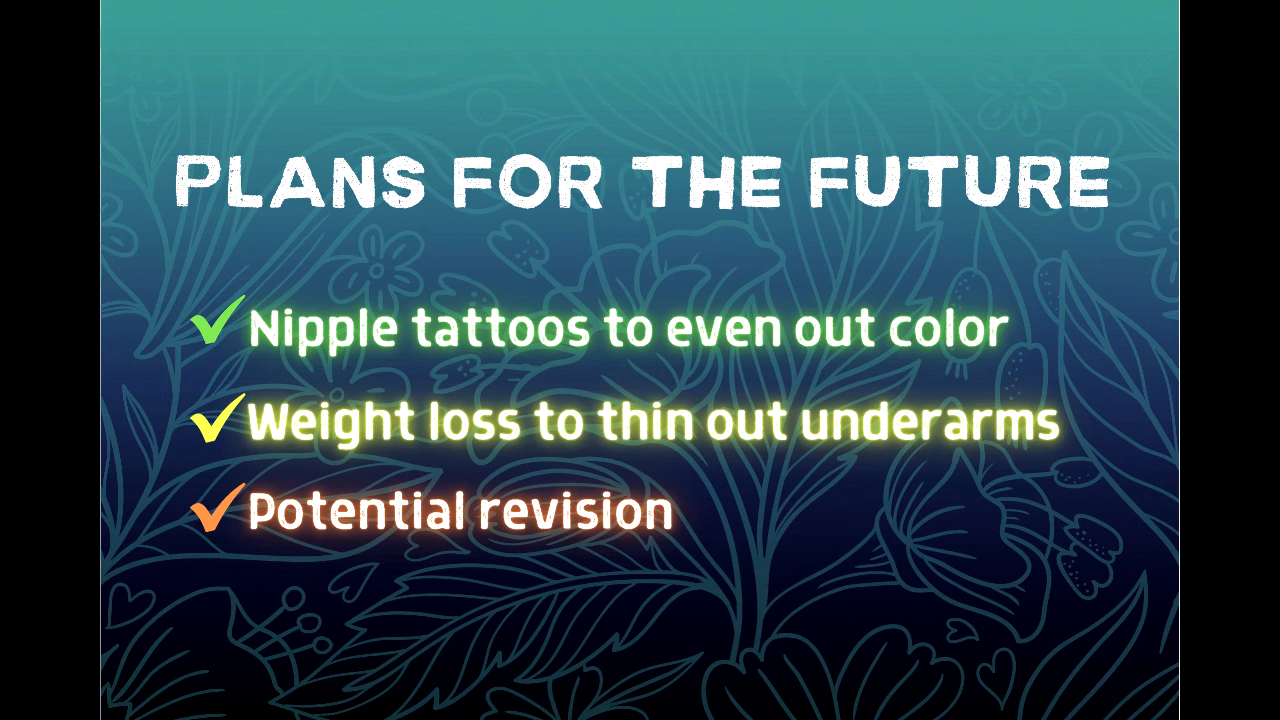 PLANS FOR THE FUTURE
Nipple tattoos to even out color
Weight loss to thin out underarms
Potential revision